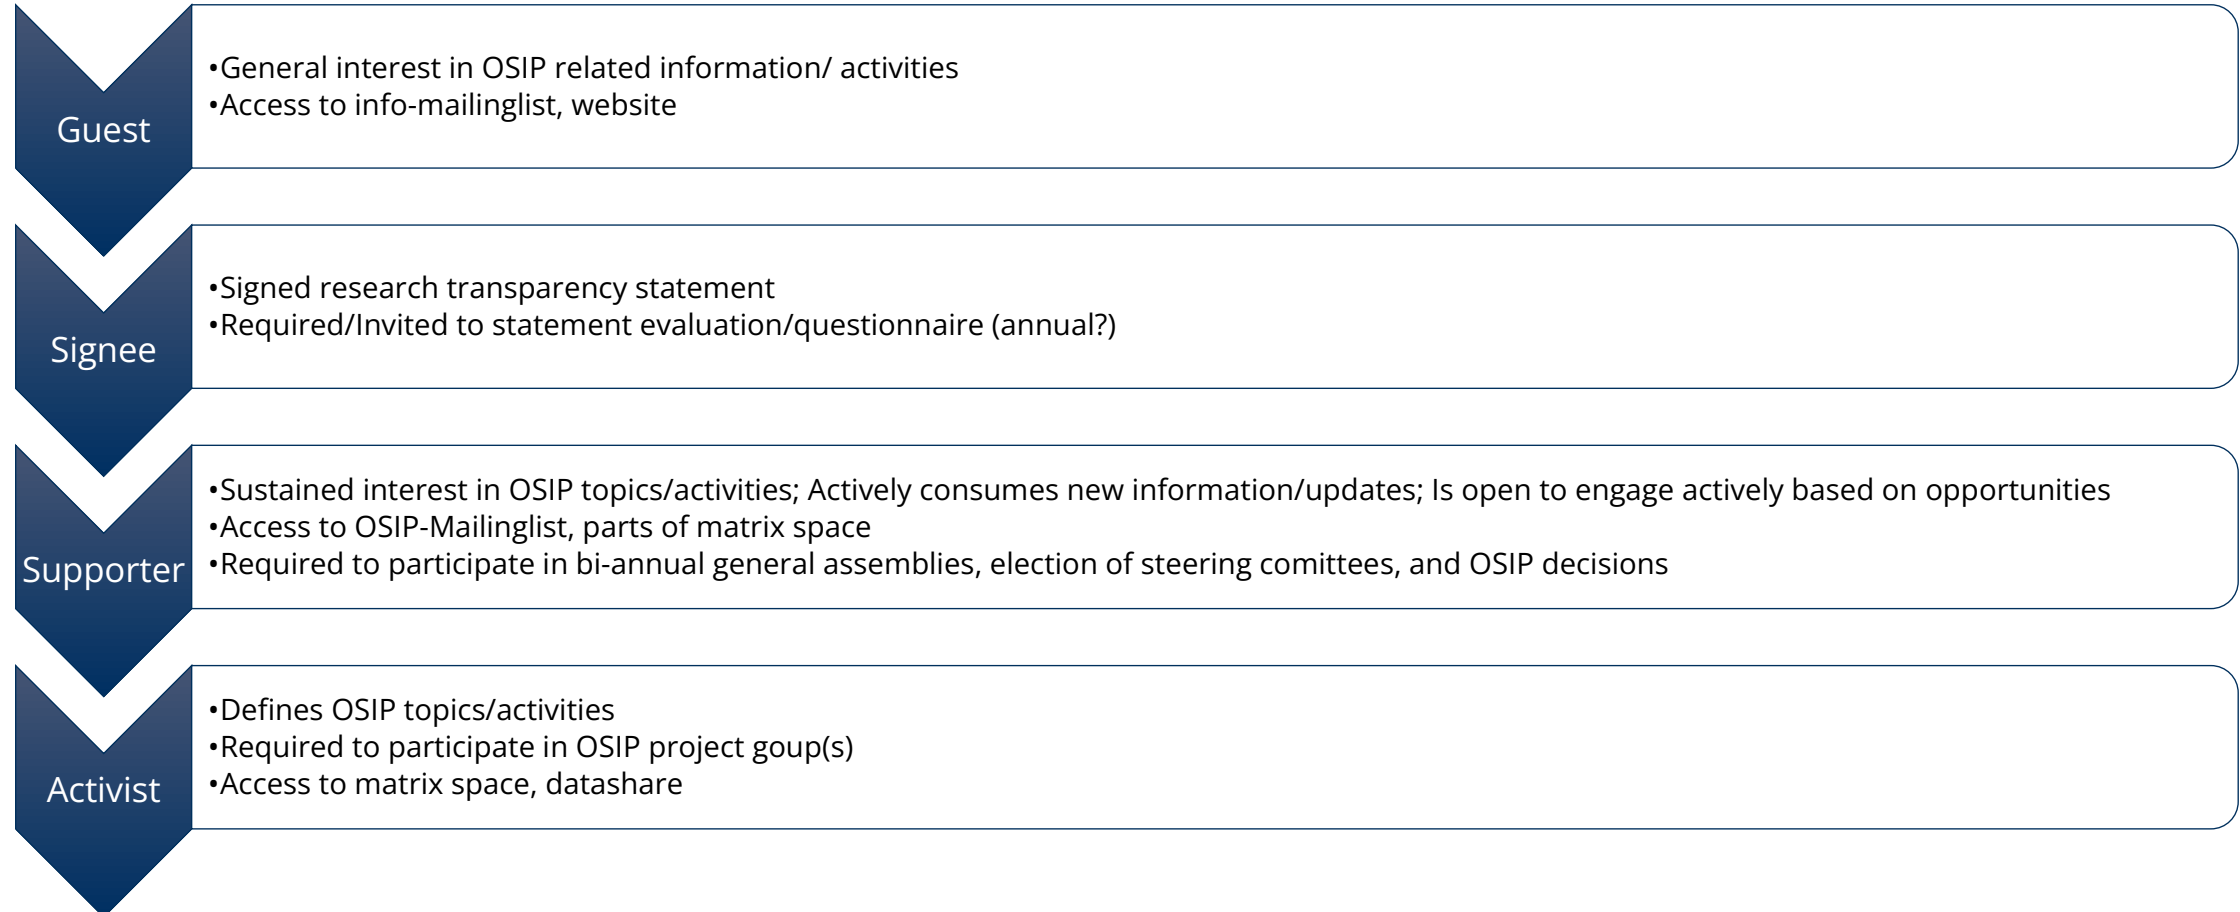 Guest
•General interest in OSIP related information/ activities
•Access to info-mailinglist, website
Signee
•Signed research transparency statement
•Required/Invited to statement evaluation/questionnaire (annual?)
Supporter
•Sustained interest in OSIP topics/activities; Actively consumes new information/updates; Is open to engage actively based on opportunities
•Access to OSIP-Mailinglist, parts of matrix space
•Required to participate in bi-annual general assemblies, election of steering comittees, and OSIP decisions
Activist
•Defines OSIP topics/activities
•Required to participate in OSIP project goup(s)
•Access to matrix space, datashare